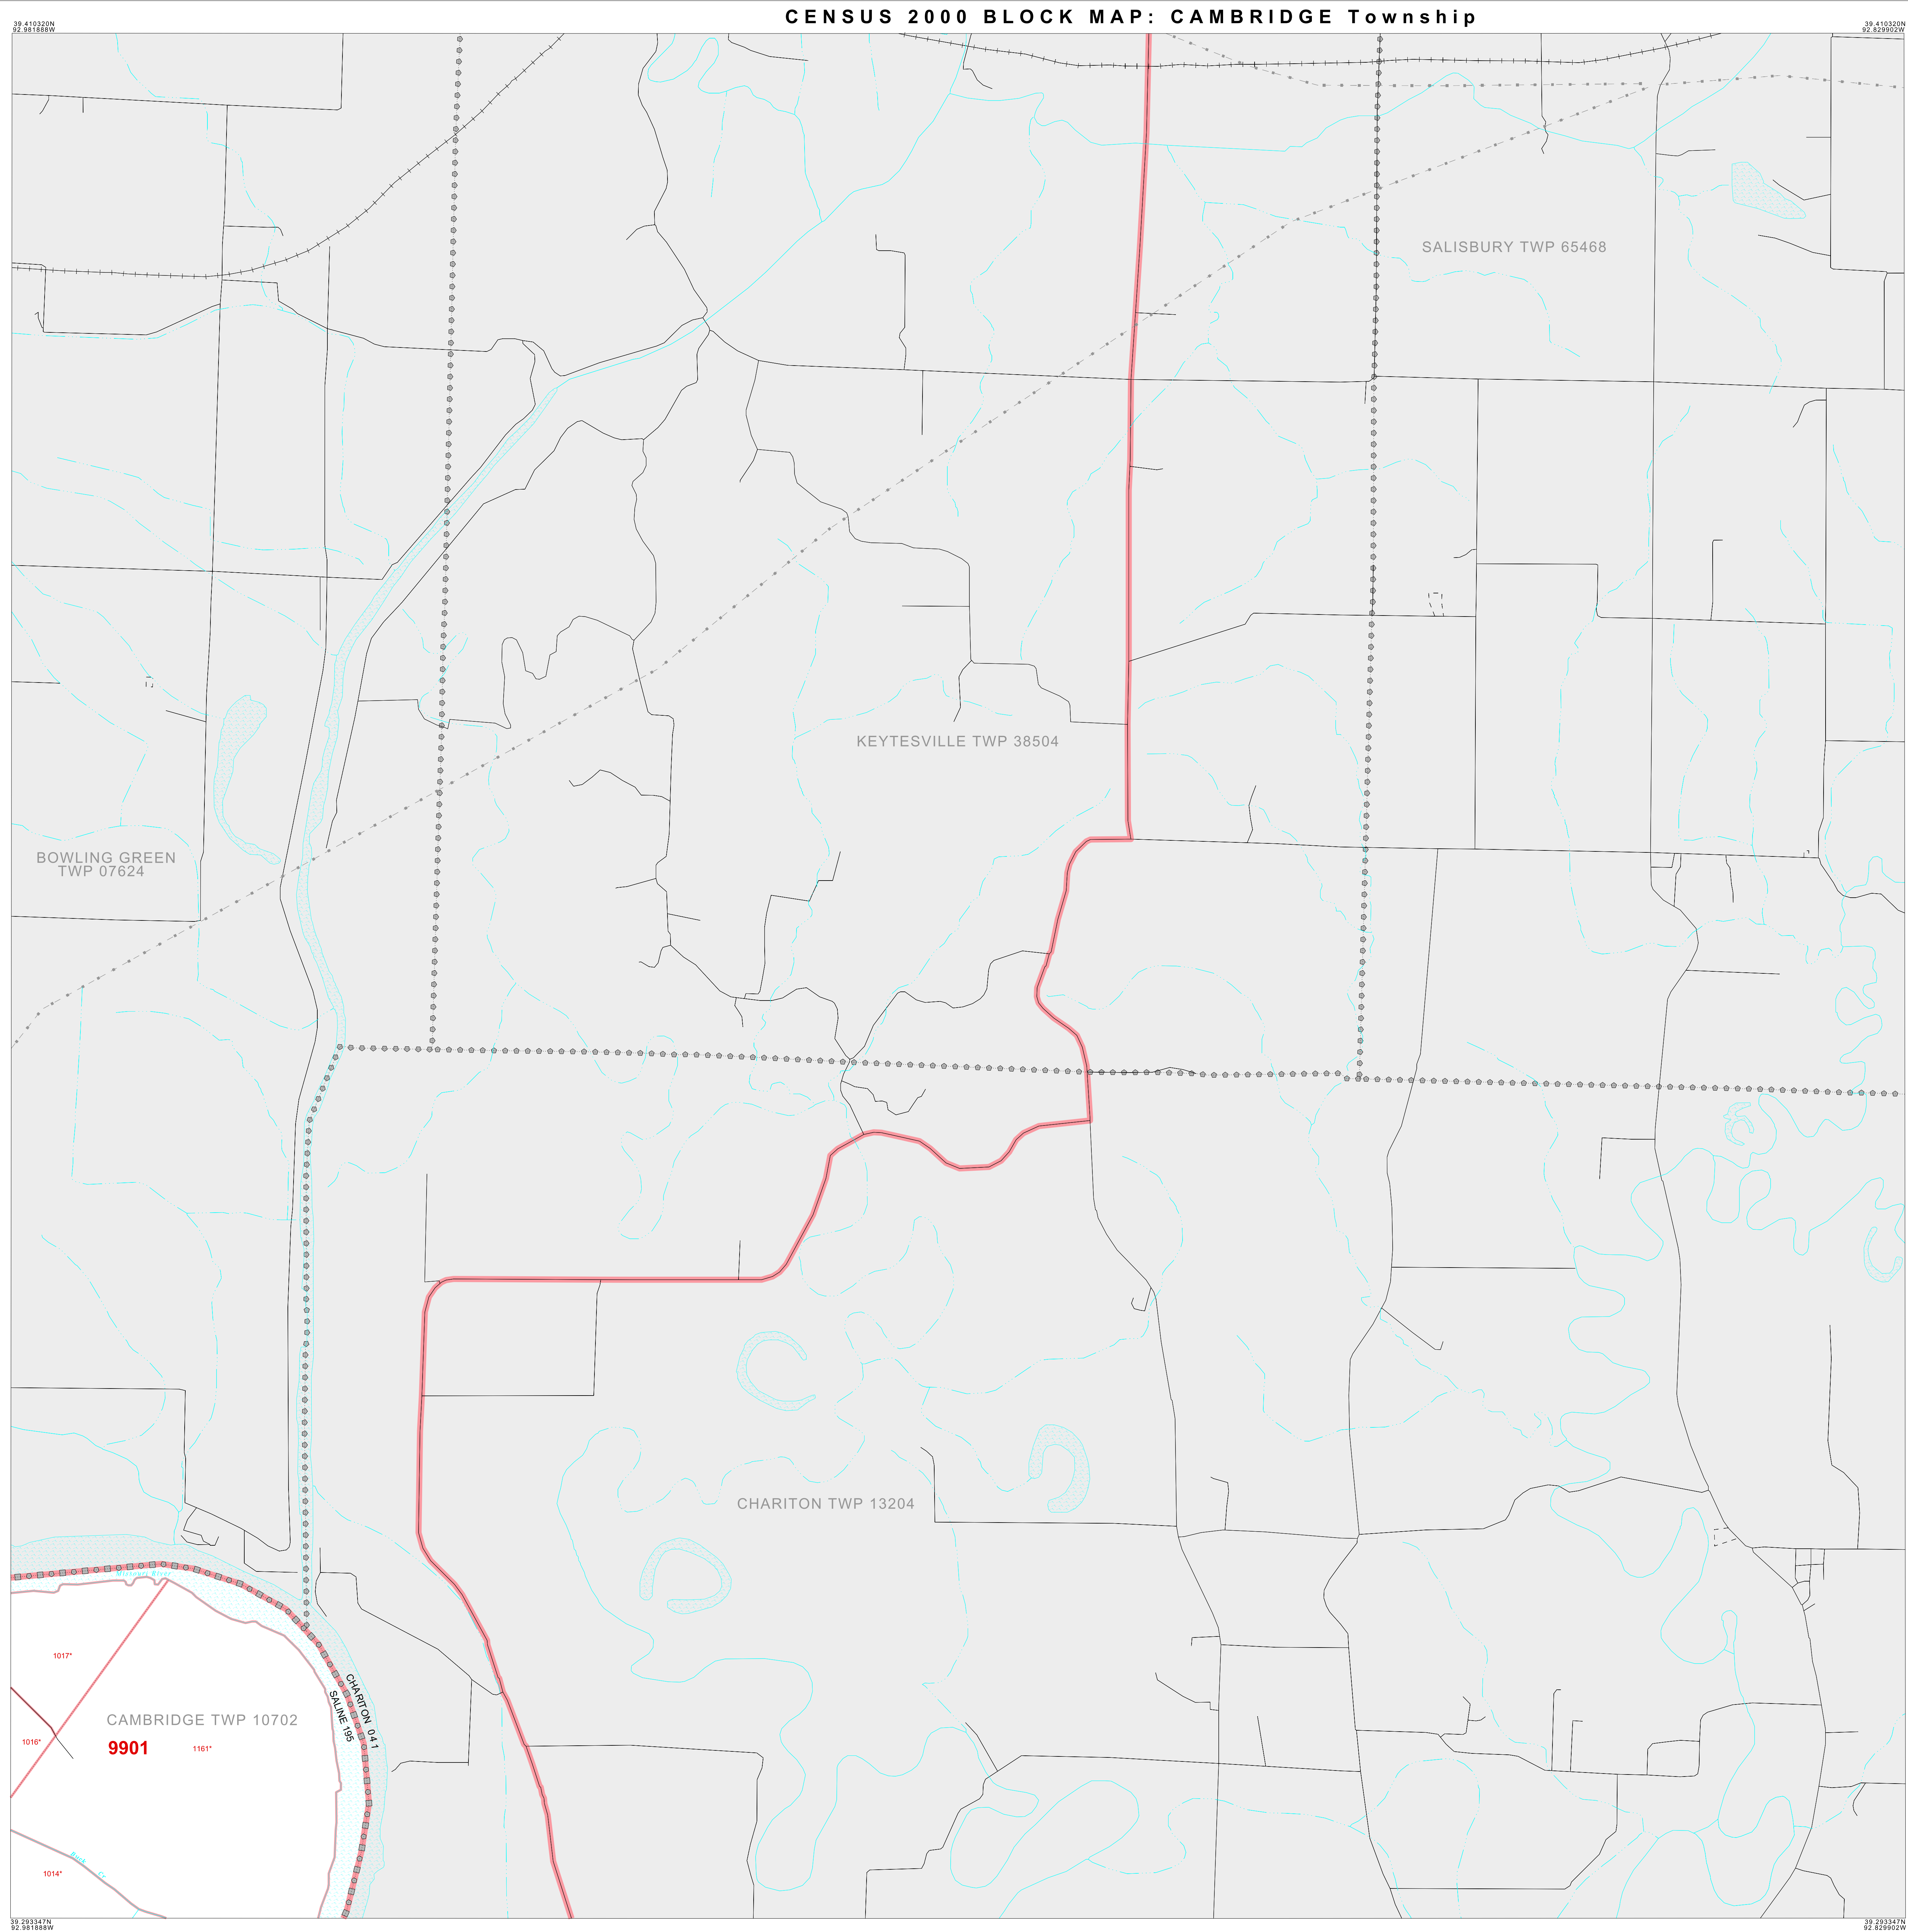 CENSUS 2000 BLOCK MAP: CAMBRIDGE Township
39.410320N
92.981888W
39.410320N
92.829902W
SALISBURY TWP 65468
KEYTESVILLE TWP 38504
BOWLING GREEN
TWP 07624
CHARITON TWP 13204
Missouri River
1017*
CHARITON 041
SALINE 195
CAMBRIDGE TWP 10702
1016*
9901
1161*
1014*
39.293347N
92.981888W
39.293347N
92.829902W